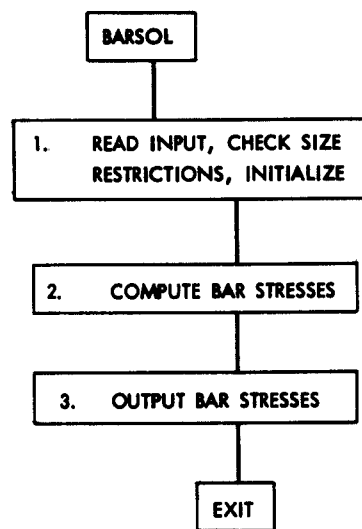 BARSOL
1. READ INPUT, CHECK SIZE
RESTRICTIONS, INITIALIZE
2. COMPUTE BAR STRESSES
3. OUTPUT BAR STRESSES
EXIT